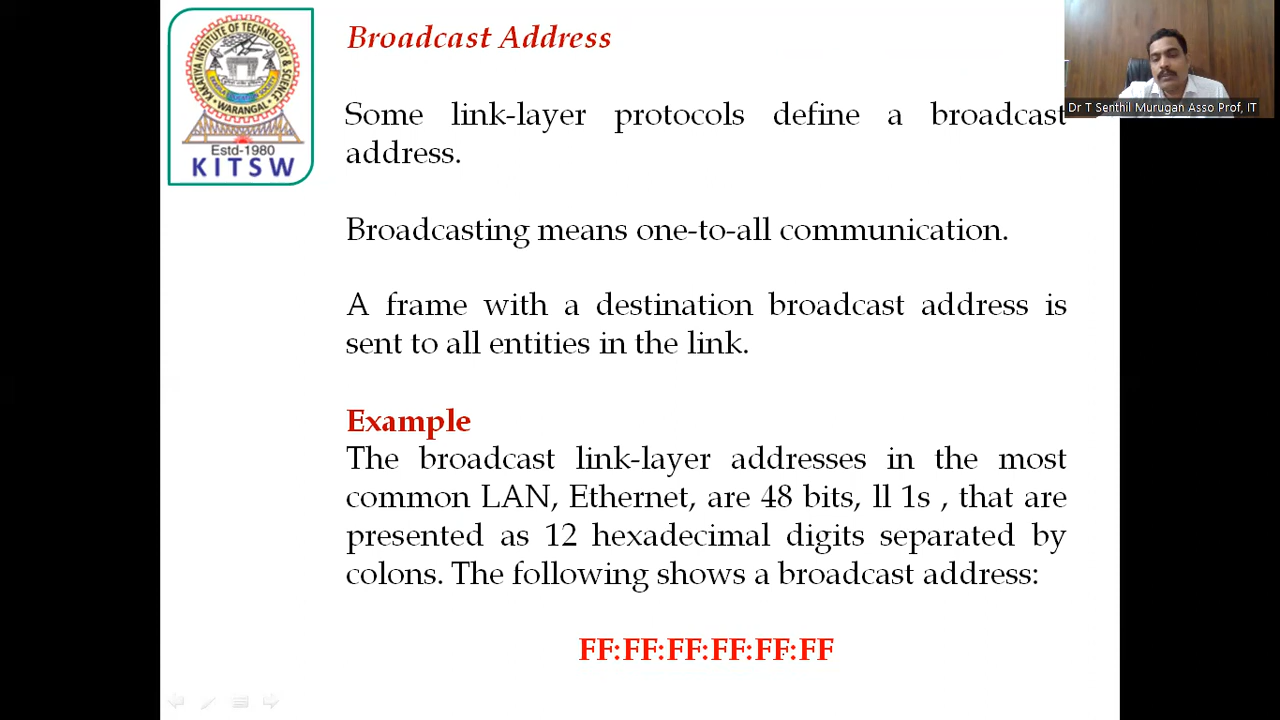 Broadcast Address
KAKATIYA INSTITUTE OF TECHNOLOGY & SCIENCE
WARANGAL
Estd-1980
KITSW
Dr T Senthil Murugan Asso Prof, IT
Some link-layer protocols define a broadcast
address.
Broadcasting means one-to-all communication.
A frame with a destination broadcast address is
sent to all entities in the link.
Example
The broadcast link-layer addresses in the most
common LAN, Ethernet, are 48 bits, ll 1s , that are
presented as 12 hexadecimal digits separated by
colons. The following shows a broadcast address:
FF:FF:FF:FF:FF:FF